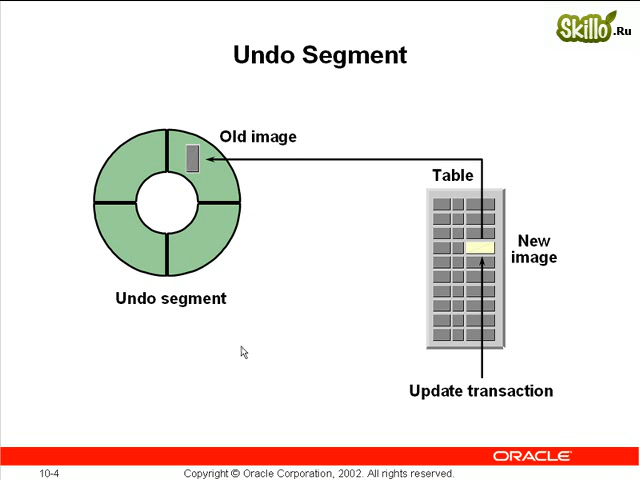 Skillo.Ru
Undo Segment
Old image
Table
New
image
Undo segment
Update transaction
ORACLE
10-4
Copyright © Oracle Corporation, 2002. All rights reserved.